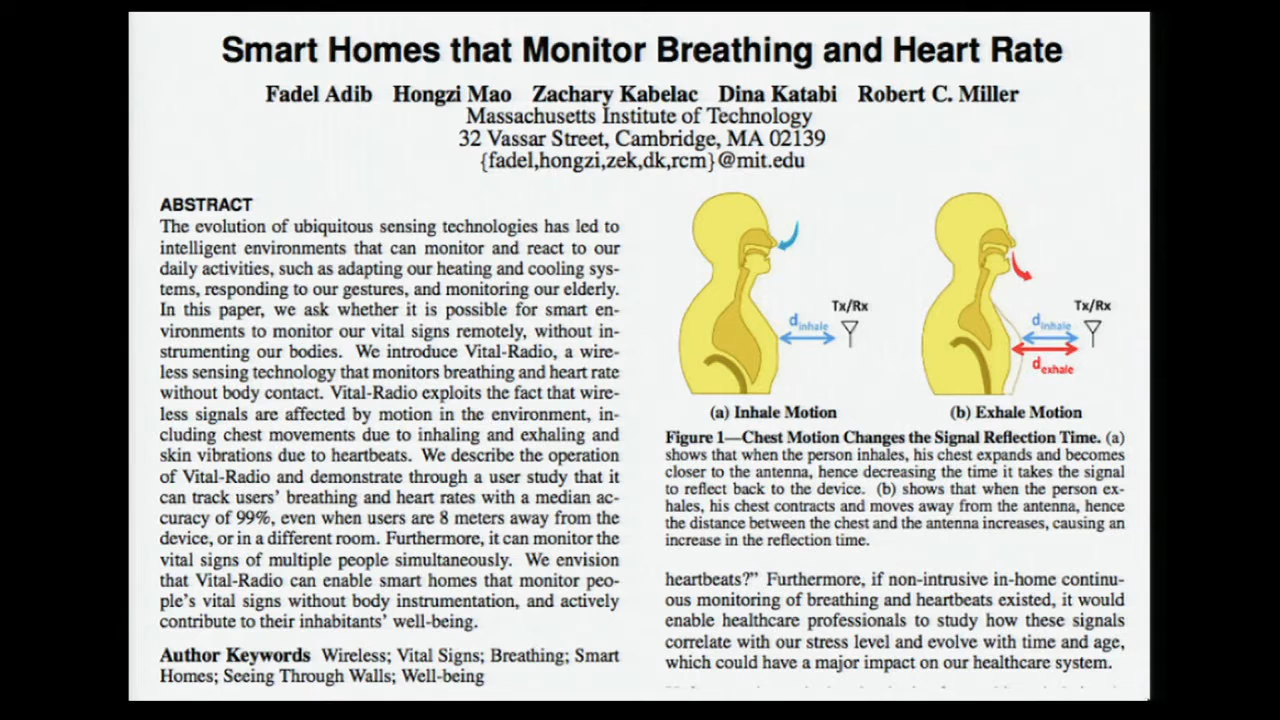 Smart Homes that Monitor Breathing and Heart Rate
Fadel Adib Hongzi Mao Zachary Kabelac Dina Katabi Robert C. Miller
Massachusetts Institute of Technology
32 Vassar Street, Cambridge, MA 02139
{fadel,hongzi,zek,dk,rcm}@mit.edu
ABSTRACT
The evolution of ubiquitous sensing technologies has led to
intelligent environments that can monitor and react to our
daily activities, such as adapting our heating and cooling sys-
tems, responding to our gestures, and monitoring our elderly.
In this paper, we ask whether it is possible for smart en-
vironments to monitor our vital signs remotely, without in-
strumenting our bodies. We introduce Vital-Radio, a wire-
less sensing technology that monitors breathing and heart rate
without body contact. Vital-Radio exploits the fact that wire-
less signals are affected by motion in the environment, in-
cluding chest movements due to inhaling and exhaling and
skin vibrations due to heartbeats. We describe the operation
of Vital-Radio and demonstrate through a user study that it
can track users' breathing and heart rates with a median ac-
curacy of 99%, even when users are 8 meters away from the
device, or in a different room. Furthermore, it can monitor the
vital signs of multiple people simultaneously. We envision
that Vital-Radio can enable smart homes that monitor peo-
ple's vital signs without body instrumentation, and actively
contribute to their inhabitants' well-being.
Author Keywords Wireless; Vital Signs; Breathing; Smart
Homes; Seeing Through Walls; Well-being
Tx/Rx
dinhale
Tx/Rx
dinhale
dexhale
(a) Inhale Motion
(b) Exhale Motion
Figure 1—Chest Motion Changes the Signal Reflection Time. (a)
shows that when the person inhales, his chest expands and becomes
closer to the antenna, hence decreasing the time it takes the signal
to reflect back to the device. (b) shows that when the person ex-
hales, his chest contracts and moves away from the antenna, hence
the distance between the chest and the antenna increases, causing an
increase in the reflection time.
heartbeats?" Furthermore, if non-intrusive in-home continu-
ous monitoring of breathing and heartbeats existed, it would
enable healthcare professionals to study how these signals
correlate with our stress level and evolve with time and age,
which could have a major impact on our healthcare system.